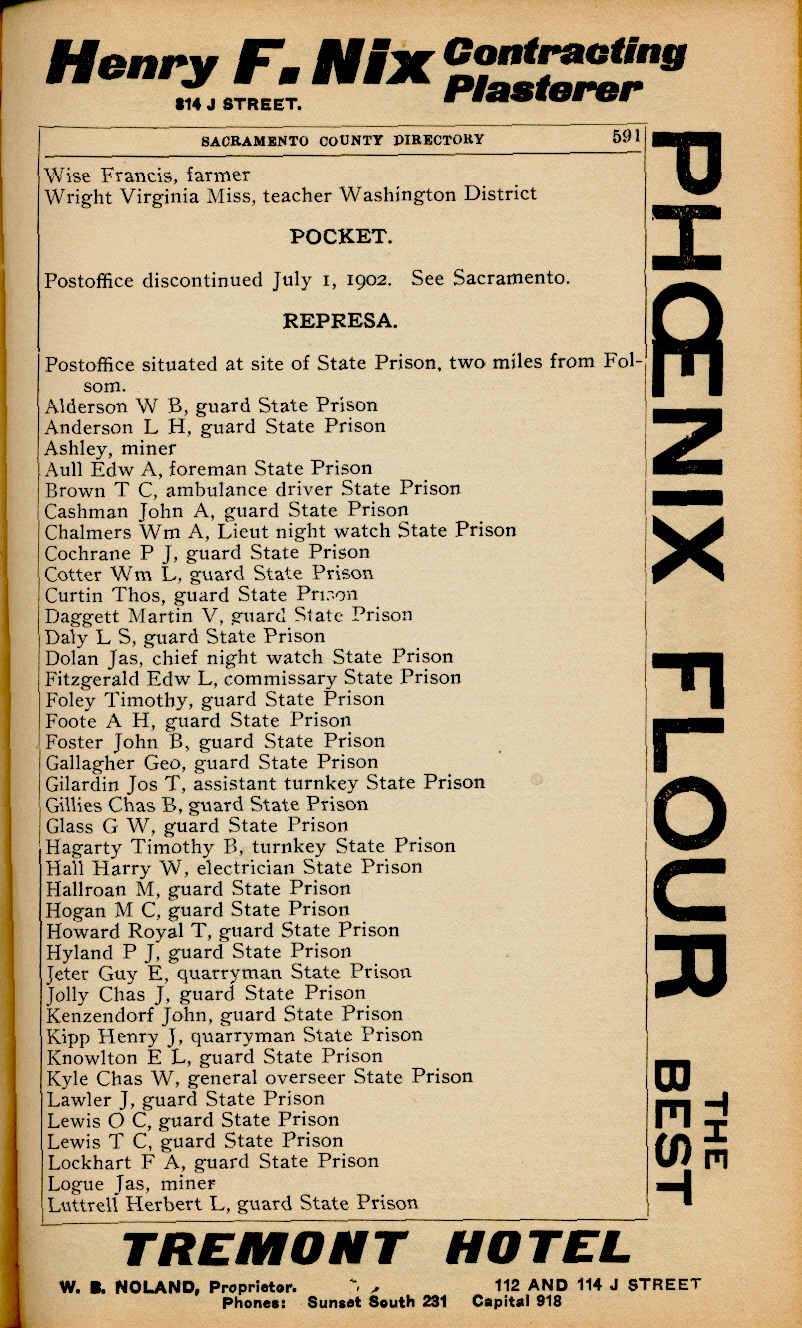 Henry F. Nix Contracting
Plasterer
814 J STREET.
SACRAMENTO COUNTY DIRECTORY 591
Wise Francis, farmer
Wright Virginia Miss, teacher Washington District
POCKET.
Postoffice discontinued July 1, 1902. See Sacramento.
REPRESA.
Postoffice situated at site of State Prison, two miles from Fol-
som.
Alderson W B, guard State Prison
Anderson L H, guard State Prison
Ashley, miner
Aull Edw A, foreman State Prison
Brown T C, ambulance driver State Prison
Cashman John A, guard State Prison
Chalmers Wm A, Lieut night watch State Prison
Cochrane P J, guard State Prison
Cotter Wm L, guard State Prison
Curtin Thos, guard State Prison
Daggett Martin V, guard State Prison
Daly L S, guard State Prison
Dolan Jas, chief night watch State Prison
Fitzgerald Edw L, commissary State Prison
Foley Timothy, guard State Prison
Foote A H, guard State Prison
Foster John B, guard State Prison
Gallagher Geo, guard State Prison
Gilardin Jos T, assistant turnkey State Prison
Gillies Chas B, guard State Prison
Glass G W, guard State Prison
Hagarty Timothy B, turnkey State Prison
Hall Harry W, electrician State Prison
Hallroan M, guard State Prison
Hogan M C, guard State Prison
Howard Royal T, guard State Prison
Hyland P J, guard State Prison
Jeter Guy E, quarryman State Prison
Jolly Chas J, guard State Prison
Kenzendorf John, guard State Prison
Kipp Henry J, quarryman State Prison
Knowlton E L, guard State Prison
Kyle Chas W, general overseer State Prison
Lawler J, guard State Prison
Lewis O C, guard State Prison
Lewis T C, guard State Prison
Lockhart F A, guard State Prison
Logue Jas, miner
Luttrell Herbert L, guard State Prison
PHŒNIX FLOUR THE
BEST
TREMONT HOTEL
W. B. NOLAND, Proprietor. 112 AND 114 J STREET
Phones: Sunset South 231 Capital 918